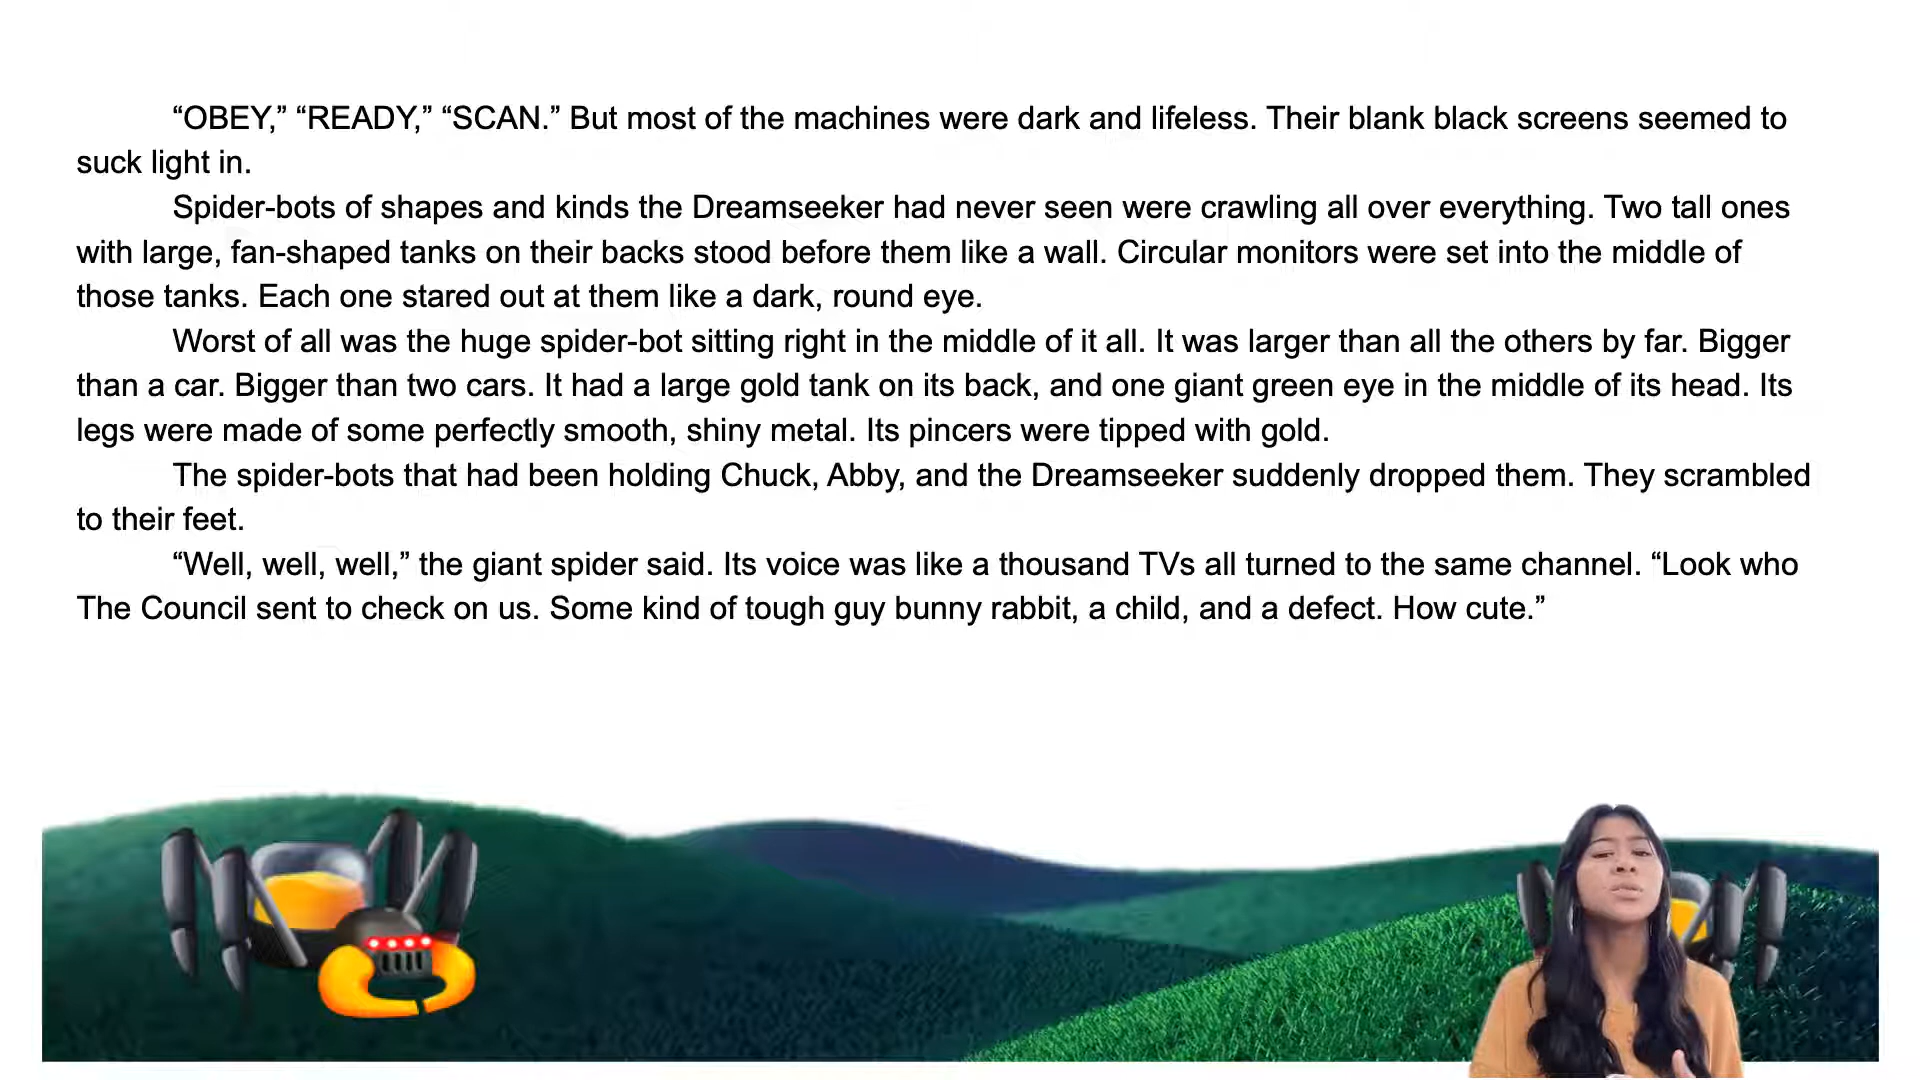 “OBEY,” “READY,” “SCAN.” But most of the machines were dark and lifeless. Their blank black screens seemed to
suck light in.
Spider-bots of shapes and kinds the Dreamseeker had never seen were crawling all over everything. Two tall ones
with large, fan-shaped tanks on their backs stood before them like a wall. Circular monitors were set into the middle of
those tanks. Each one stared out at them like a dark, round eye.
Worst of all was the huge spider-bot sitting right in the middle of it all. It was larger than all the others by far. Bigger
than a car. Bigger than two cars. It had a large gold tank on its back, and one giant green eye in the middle of its head. Its
legs were made of some perfectly smooth, shiny metal. Its pincers were tipped with gold.
The spider-bots that had been holding Chuck, Abby, and the Dreamseeker suddenly dropped them. They scrambled
to their feet.
“Well, well, well,” the giant spider said. Its voice was like a thousand TVs all turned to the same channel. “Look who
The Council sent to check on us. Some kind of tough guy bunny rabbit, a child, and a defect. How cute.”